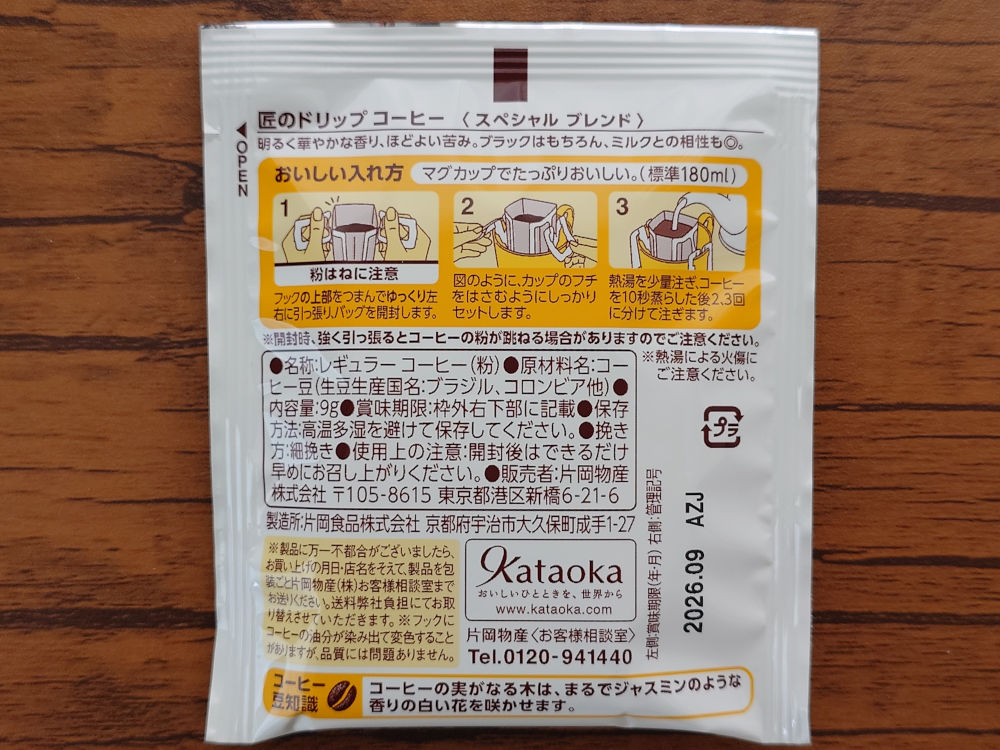 匠のドリップ コーヒー 〈 スペシャル ブレンド 〉
明るく華やかな香り、ほどよい苦み。ブラックはもちろん、ミルクとの相性も◎。
◀OPEN
おいしい入れ方 マグカップでたっぷりおいしい。(標準180ml)
1
粉はねに注意
フックの上部をつまんでゆっくり左
右に引っ張り、バッグを開封します。
2
図のように、カップのフチ
をはさむようにしっかり
セットします。
3
熱湯を少量注ぎ、コーヒー
を10秒蒸らした後2.3回
に分けて注ぎます。
※開封時、強く引っ張るとコーヒーの粉が跳ねる場合がありますのでご注意ください。
※熱湯による火傷に
ご注意ください。
●名称:レギュラー コーヒー(粉)●原材料名:コー
ヒー豆(生豆生産国名:ブラジル、コロンビア他)●
内容量:9g●賞味期限:枠外右下部に記載●保存
方法:高温多湿を避けて保存してください。●挽き
方:細挽き●使用上の注意:開封後はできるだけ
早めにお召し上がりください。●販売者:片岡物産
株式会社 〒105-8615 東京都港区新橋6-21-6
製造所:片岡食品株式会社 京都府宇治市大久保町成手1-27
プラ
左側:賞味期限(年・月) 右側:管理記号
2026.09 AZJ
※製品に万一不都合がございましたら、
お買い上げの月日・店名をそえて、製品を包
装ごと片岡物産(株)お客様相談室まで
お送りください。送料弊社負担にてお取
り替えさせていただきます。※フックに
コーヒーの油分が染み出て変色すること
がありますが、品質には問題ありません。
Kataoka
おいしいひとときを、世界から
www.kataoka.com
片岡物産〈お客様相談室〉
Tel.0120-941440
コーヒー
豆知識
コーヒーの実がなる木は、まるでジャスミンのような
香りの白い花を咲かせます。